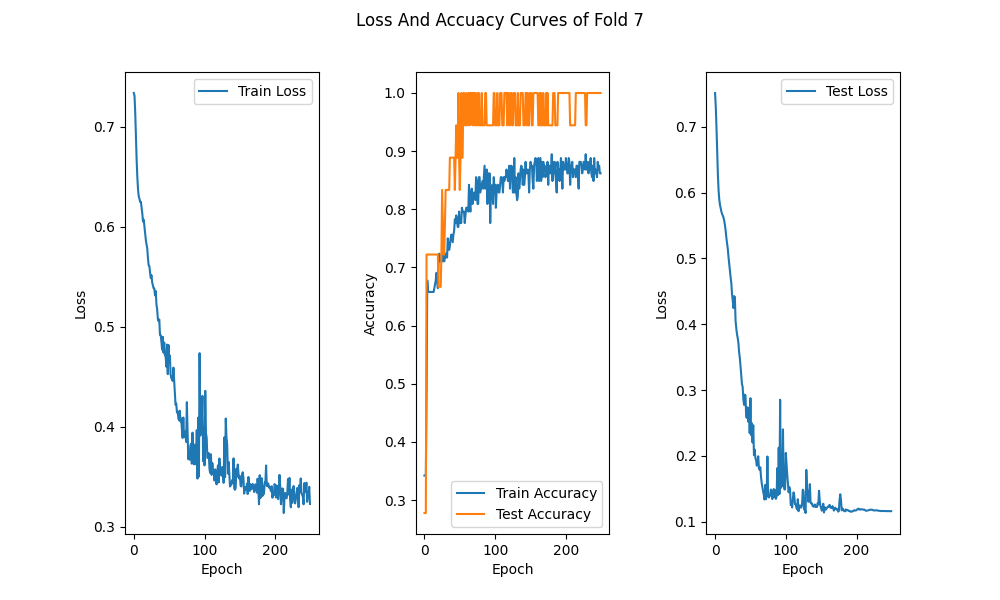 Loss And Accuacy Curves of Fold 7
Train Loss
0.7
0.6
0.5
0.4
0.3
Loss
0
100
200
Epoch
1.0
0.9
0.8
0.7
0.6
0.5
0.4
0.3
Accuracy
Train Accuracy
Test Accuracy
0
100
200
Epoch
Test Loss
0.7
0.6
0.5
0.4
0.3
0.2
0.1
Loss
0
100
200
Epoch